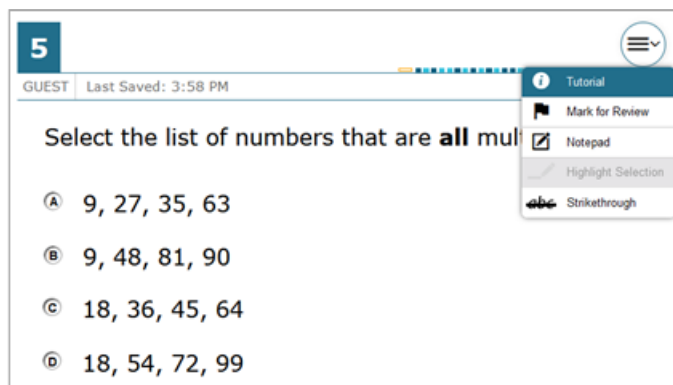 5
GUEST Last Saved: 3:58 PM
Tutorial
Mark for Review
Notepad
Highlight Selection
abc Strikethrough
Select the list of numbers that are all
A 9, 27, 35, 63
B 9, 48, 81, 90
C 18, 36, 45, 64
D 18, 54, 72, 99